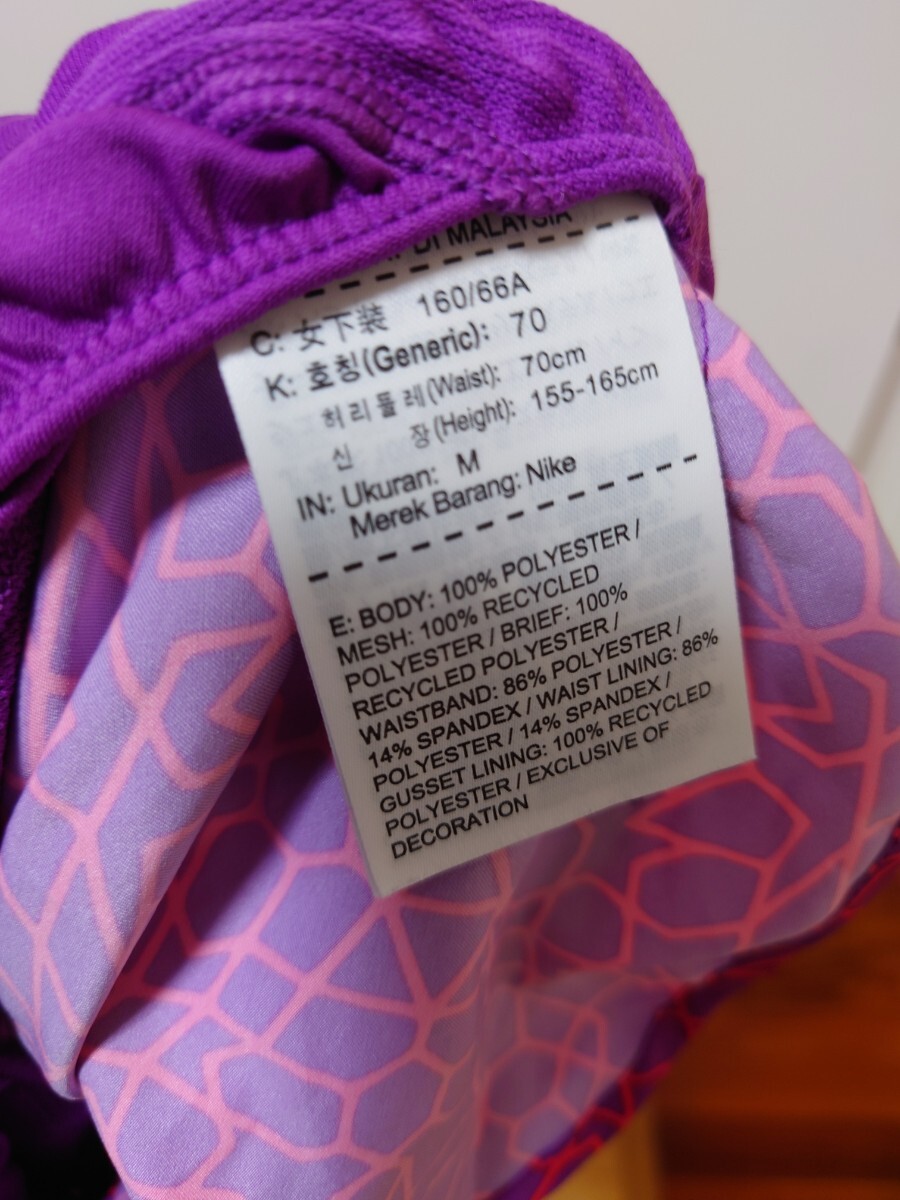 DI MALAYSIA
C: 女下装 160/66A
K: 호칭(Generic): 70
허리둘레(Waist): 70cm
신 장(Height): 155-165cm
IN: Ukuran: M
Merek Barang: Nike
E: BODY: 100% POLYESTER /
MESH: 100% RECYCLED
POLYESTER / BRIEF: 100%
RECYCLED POLYESTER /
WAISTBAND: 86% POLYESTER /
14% SPANDEX / WAIST LINING: 86%
POLYESTER / 14% SPANDEX /
GUSSET LINING: 100% RECYCLED
POLYESTER / EXCLUSIVE OF
DECORATION